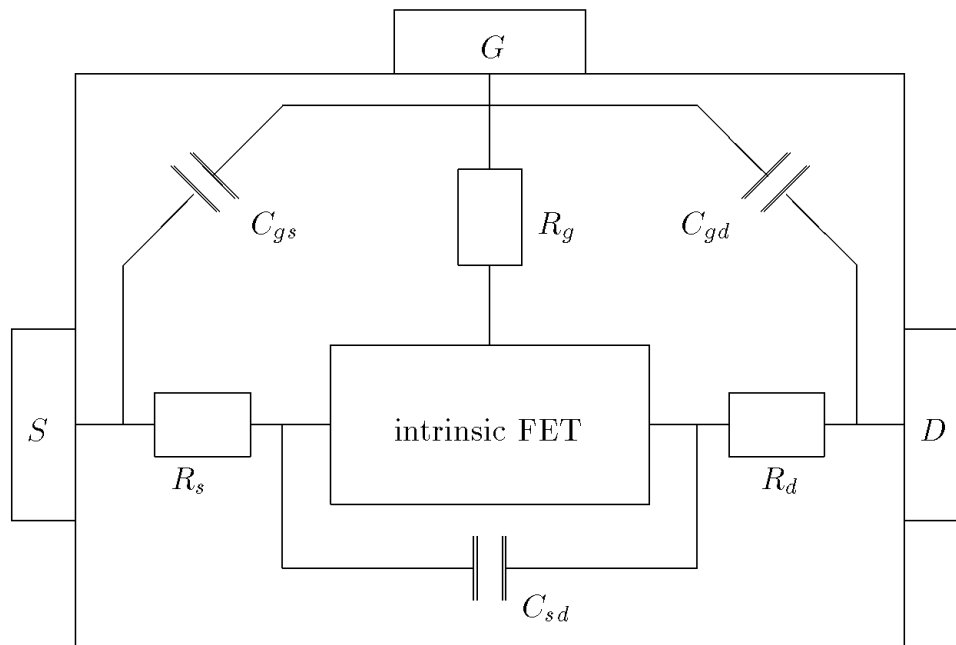 G
C_{gs}
R_g
C_{gd}
S
intrinsic FET
D
R_s
R_d
C_{sd}